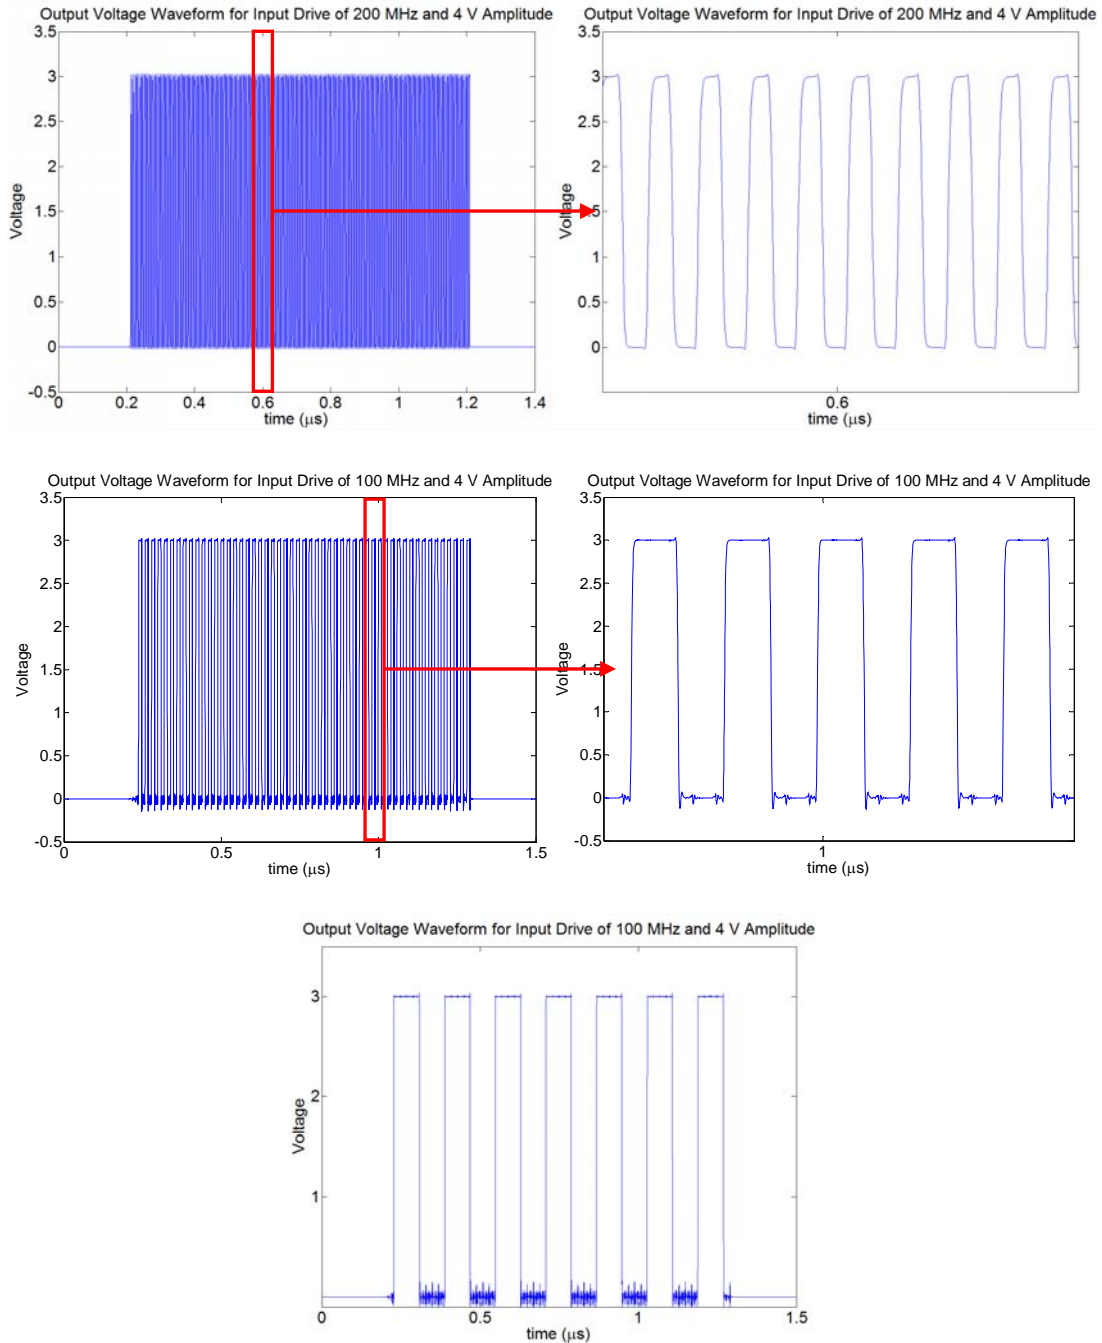 Output Voltage Waveform for Input Drive of 200 MHz and 4 V Amplitude
3.5
3
2.5
2
1.5
1
0.5
0
-0.5
Voltage
0 0.2 0.4 0.6 0.8 1 1.2 1.4
time (μs)
Output Voltage Waveform for Input Drive of 200 MHz and 4 V Amplitude
3.5
3
2.5
2
1.5
1
0.5
0
-0.5
Voltage
0.6
time (μs)
Output Voltage Waveform for Input Drive of 100 MHz and 4 V Amplitude
3.5
3
2.5
2
1.5
1
0.5
0
-0.5
Voltage
0 0.5 1 1.5
time (μs)
Output Voltage Waveform for Input Drive of 100 MHz and 4 V Amplitude
3.5
3
2.5
2
1.5
1
0.5
0
-0.5
Voltage
1
time (μs)
Output Voltage Waveform for Input Drive of 100 MHz and 4 V Amplitude
3
2
1
Voltage
0 0.5 1 1.5
time (μs)